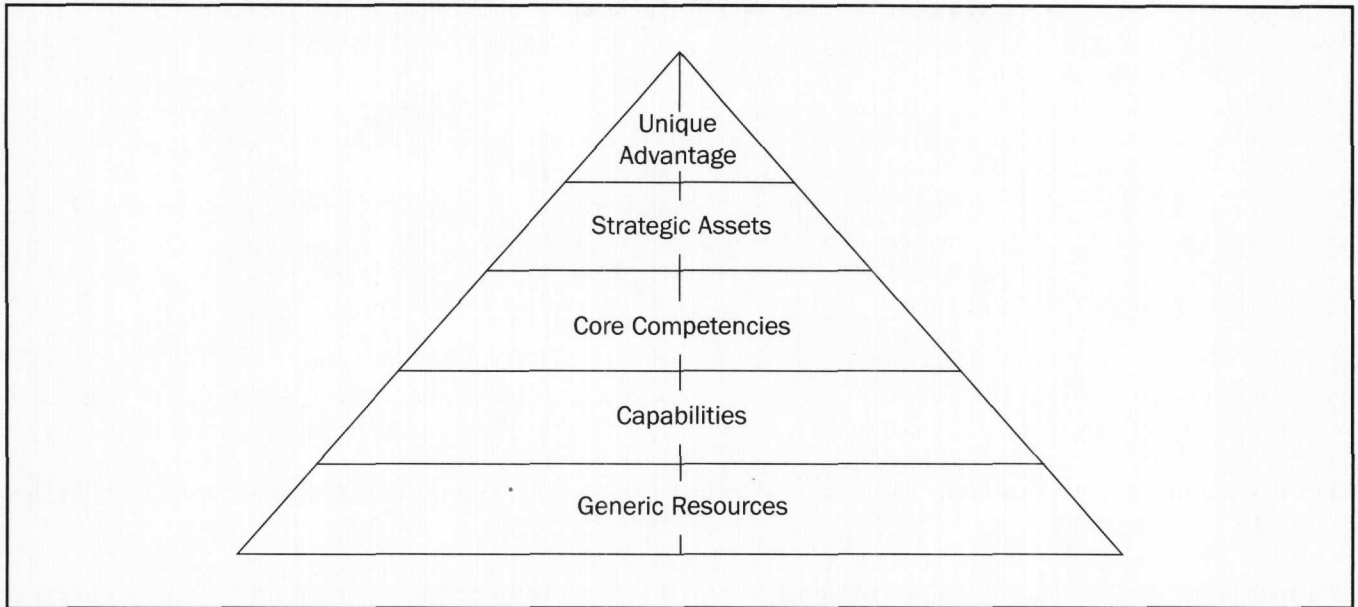 Unique
Advantage
Strategic Assets
Core Competencies
Capabilities
Generic Resources